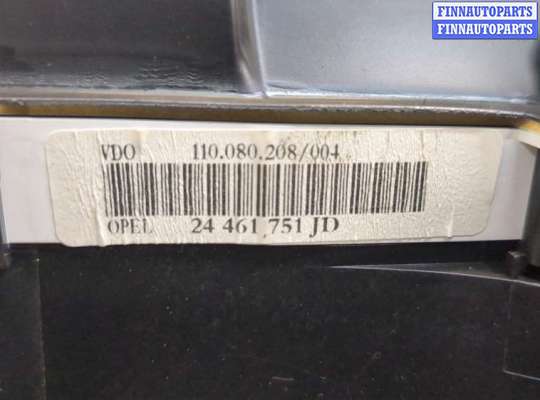 FINNAUTOPARTS
FINNAUTOPARTS
VDO 110.080.208/004
OPEL 24 461 751 JD